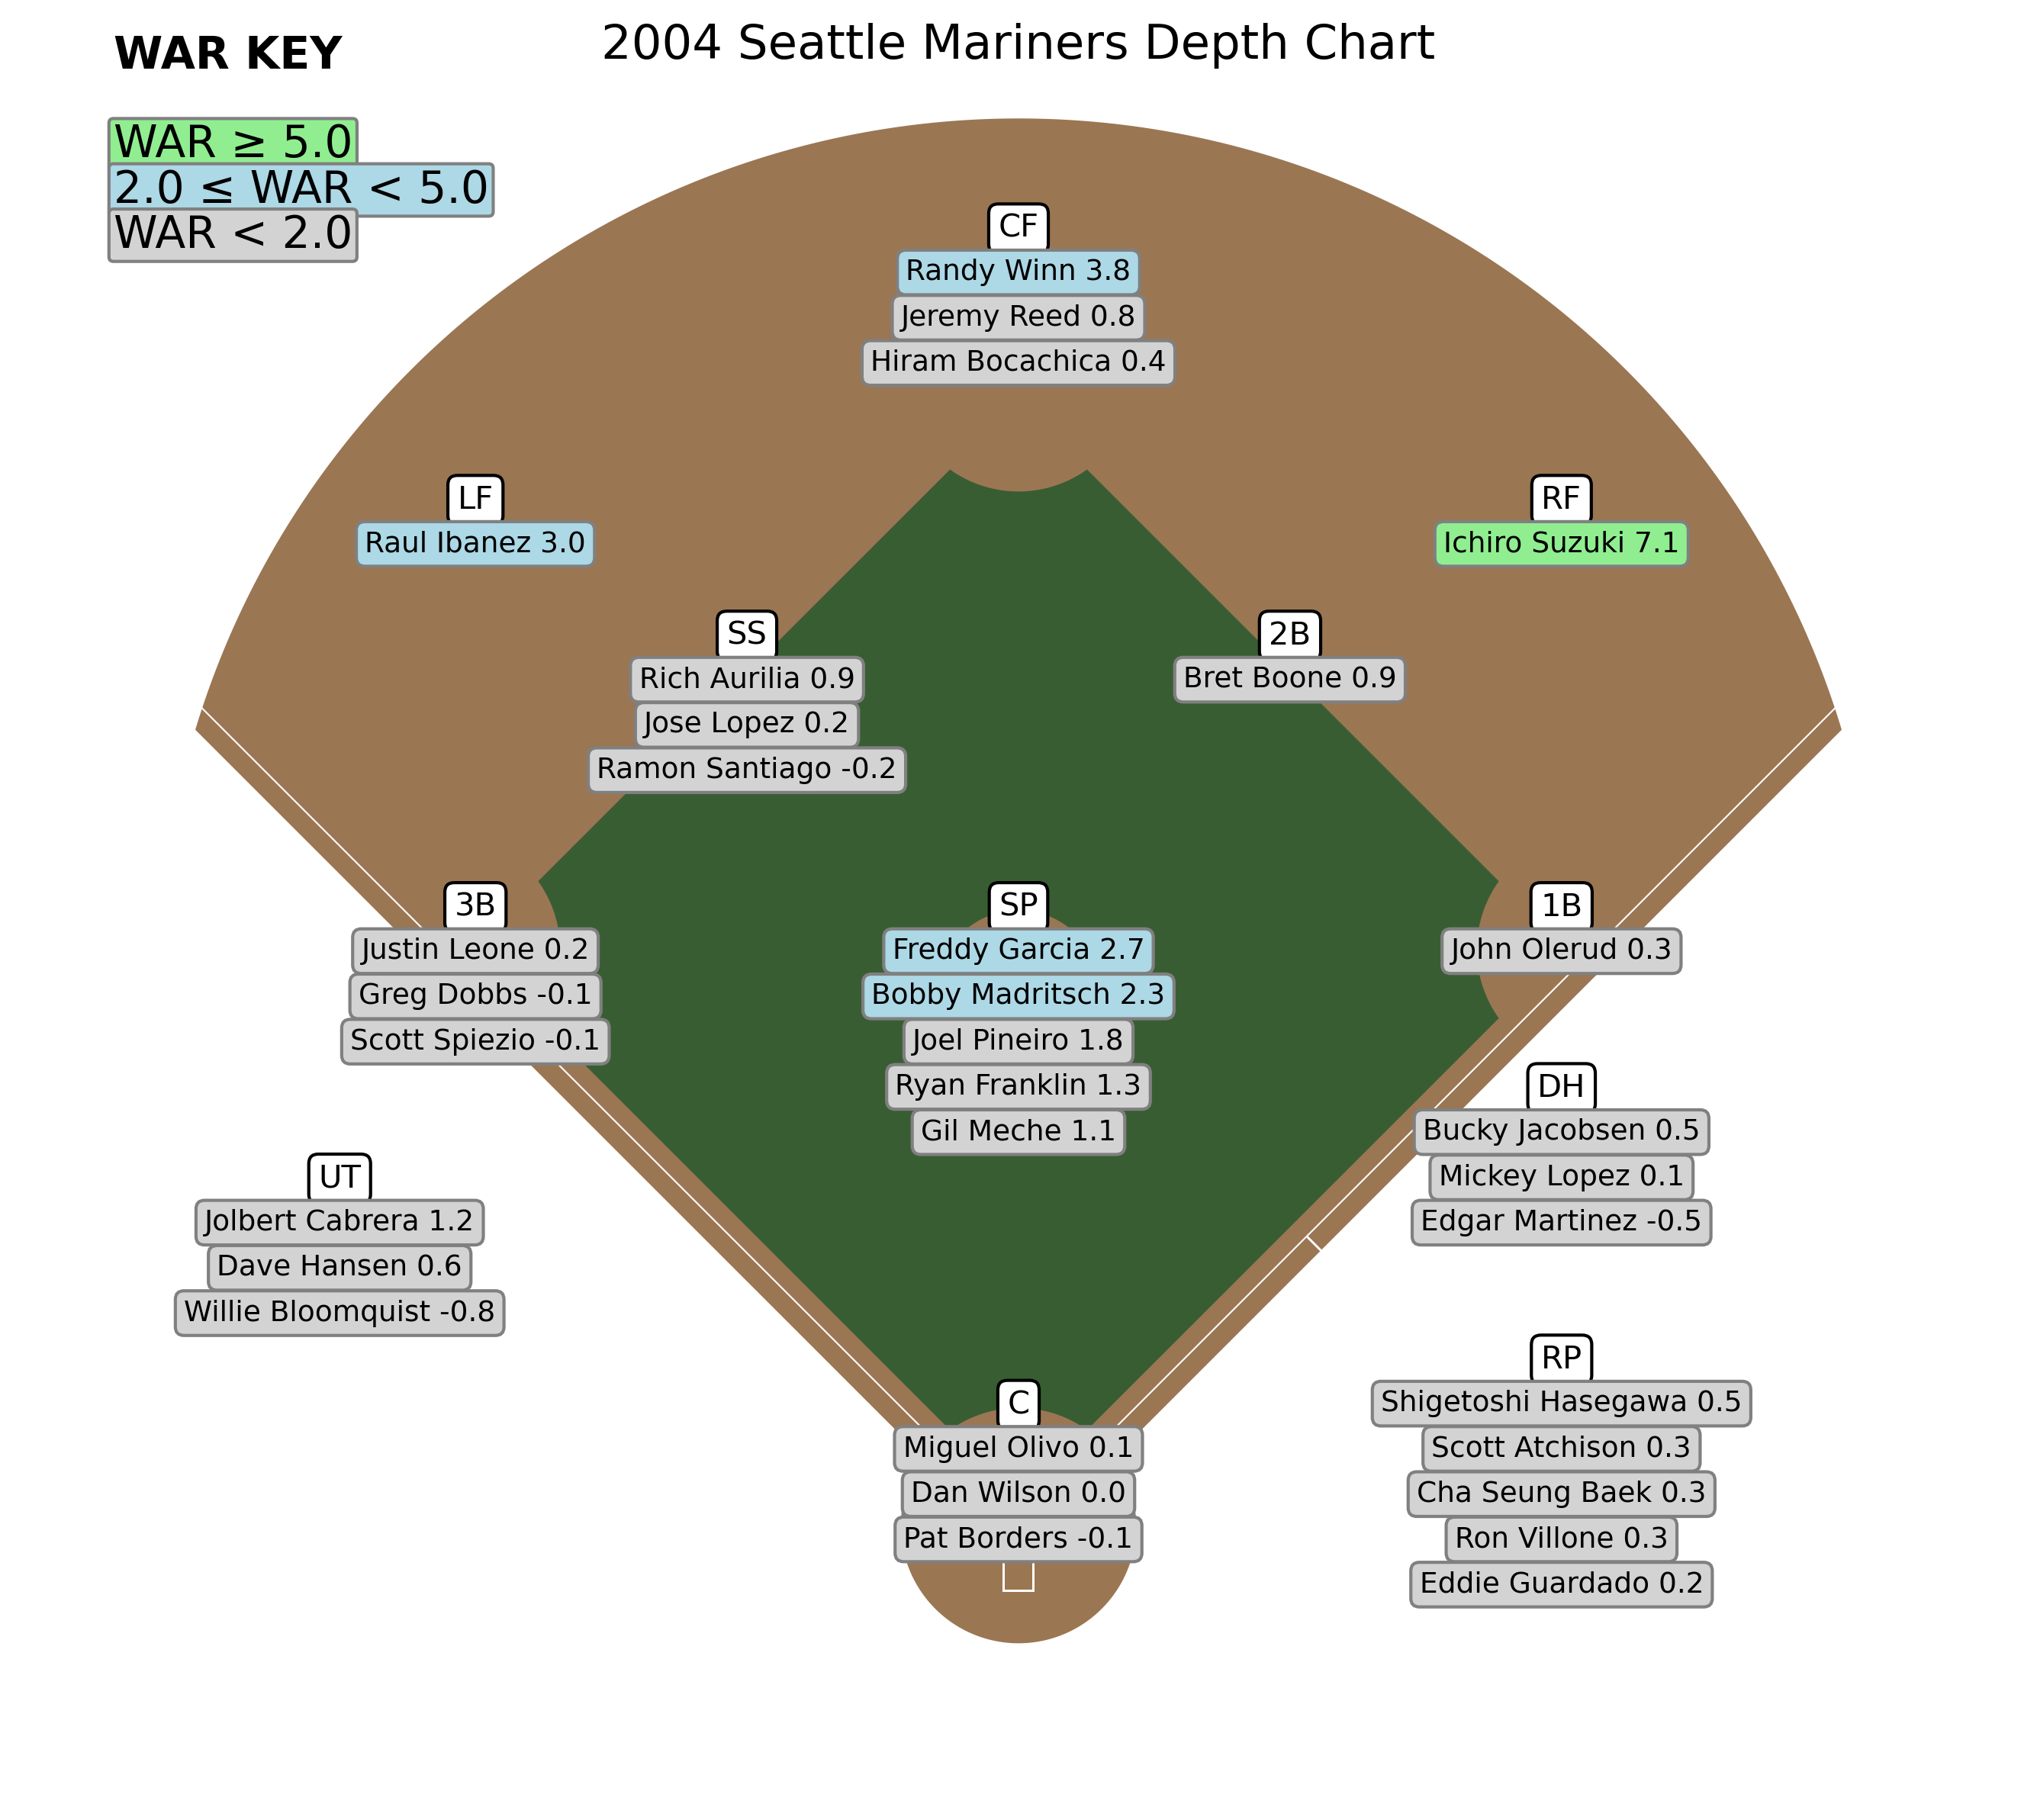 WAR KEY
2004 Seattle Mariners Depth Chart
WAR ≥ 5.0
2.0 ≤ WAR < 5.0
WAR < 2.0
CF
Randy Winn 3.8
Jeremy Reed 0.8
Hiram Bocachica 0.4
LF
Raul Ibanez 3.0
RF
Ichiro Suzuki 7.1
SS
Rich Aurilia 0.9
Jose Lopez 0.2
Ramon Santiago -0.2
2B
Bret Boone 0.9
3B
Justin Leone 0.2
Greg Dobbs -0.1
Scott Spiezio -0.1
SP
Freddy Garcia 2.7
Bobby Madritsch 2.3
Joel Pineiro 1.8
Ryan Franklin 1.3
Gil Meche 1.1
1B
John Olerud 0.3
DH
Bucky Jacobsen 0.5
Mickey Lopez 0.1
Edgar Martinez -0.5
UT
Jolbert Cabrera 1.2
Dave Hansen 0.6
Willie Bloomquist -0.8
C
Miguel Olivo 0.1
Dan Wilson 0.0
Pat Borders -0.1
RP
Shigetoshi Hasegawa 0.5
Scott Atchison 0.3
Cha Seung Baek 0.3
Ron Villone 0.3
Eddie Guardado 0.2